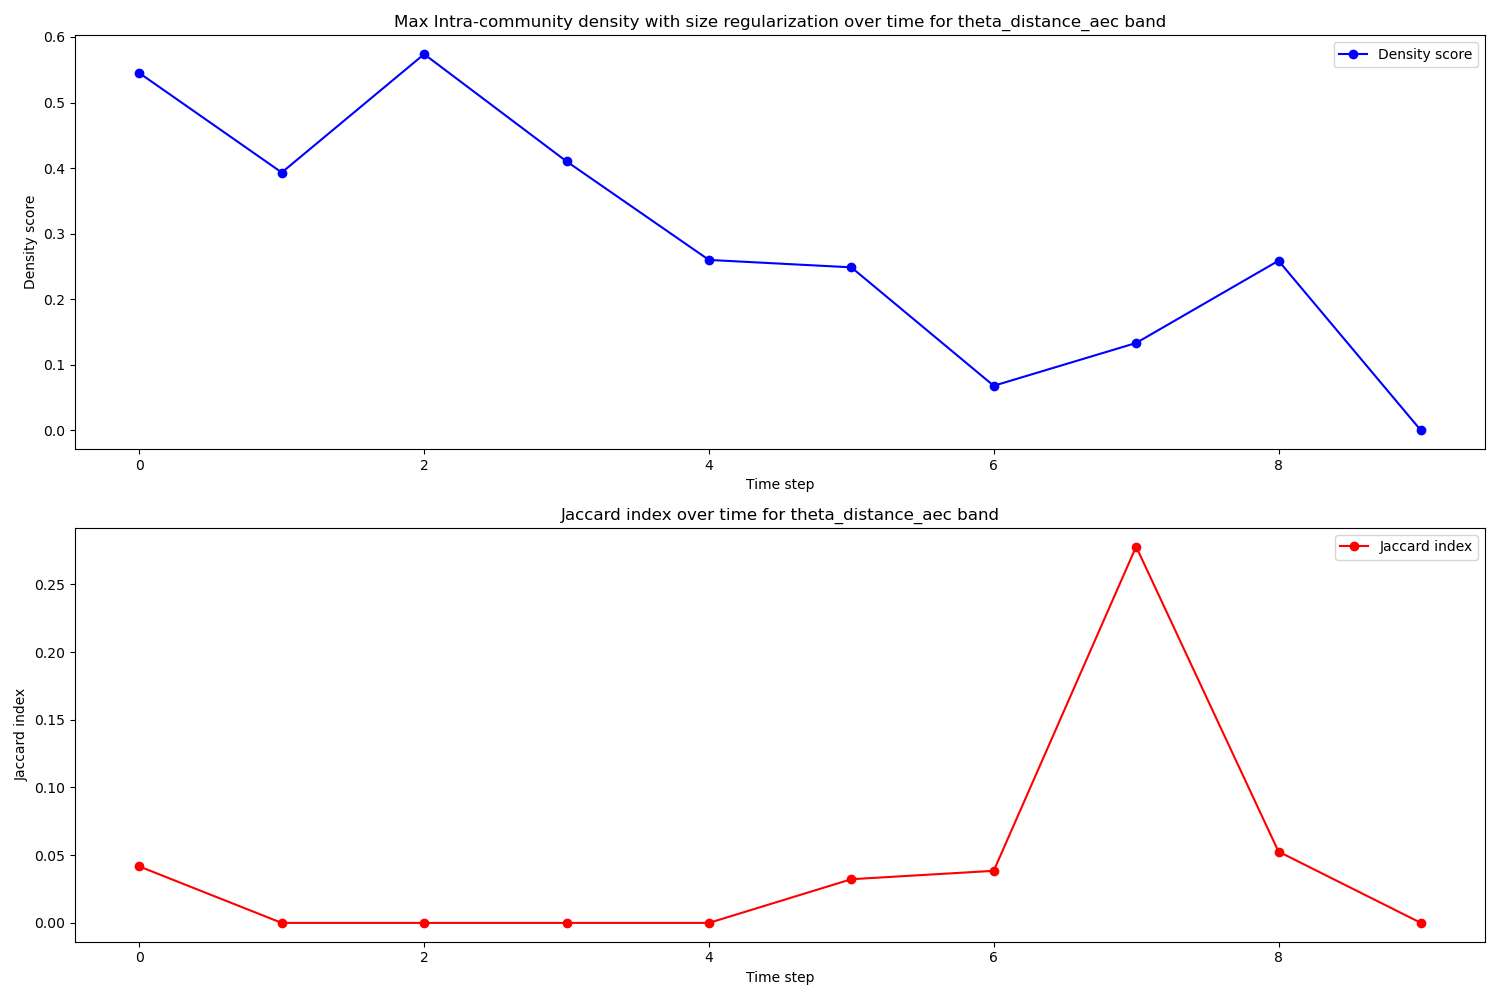 Max Intra-community density with size regularization over time for theta_distance_aec band
Density score
0.6
0.5
0.4
0.3
0.2
0.1
0.0
Density score
0 2 4 6 8
Time step
Jaccard index over time for theta_distance_aec band
Jaccard index
0.25
0.20
0.15
0.10
0.05
0.00
Jaccard index
0 2 4 6 8
Time step